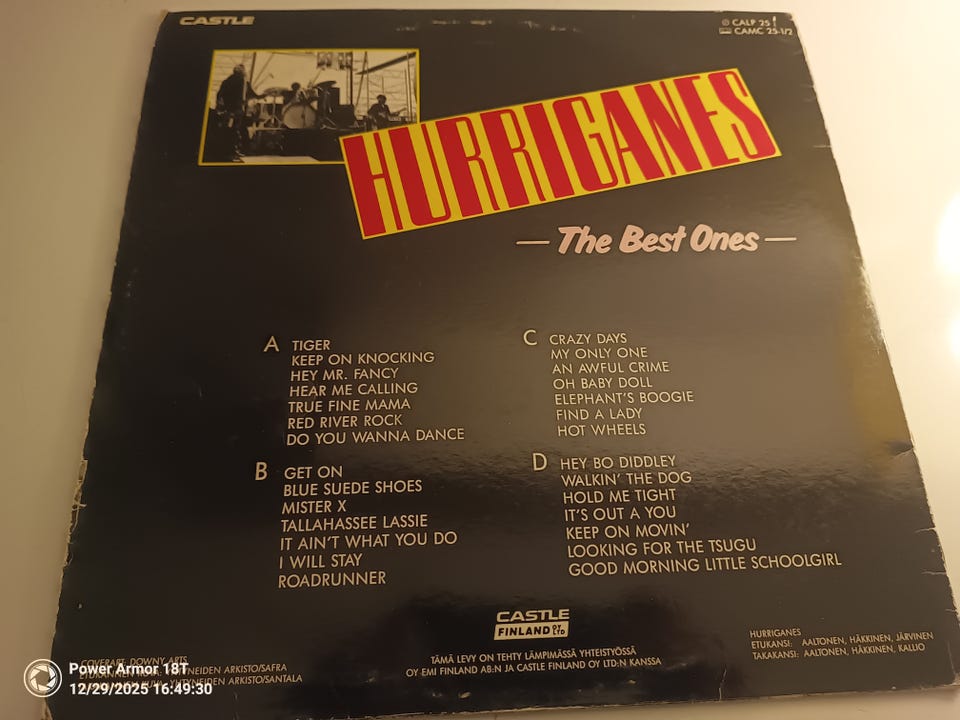 CASTLE
CALP 25
CAMC 25-1/2
HURRIGANES
— The Best Ones —
A TIGER
KEEP ON KNOCKING
HEY MR. FANCY
HEAR ME CALLING
TRUE FINE MAMA
RED RIVER ROCK
DO YOU WANNA DANCE
B GET ON
BLUE SUEDE SHOES
MISTER X
TALLAHASSEE LASSIE
IT AIN'T WHAT YOU DO
I WILL STAY
ROADRUNNER
C CRAZY DAYS
MY ONLY ONE
AN AWFUL CRIME
OH BABY DOLL
ELEPHANT'S BOOGIE
FIND A LADY
HOT WHEELS
D HEY BO DIDDLEY
WALKIN' THE DOG
HOLD ME TIGHT
IT'S OUT A YOU
KEEP ON MOVIN'
LOOKING FOR THE TSUGU
GOOD MORNING LITTLE SCHOOLGIRL
CASTLE
FINLAND OY LTD
TÄMÄ LEVY ON TEHTY LÄMPIMÄSSÄ YHTEISTYÖSSÄ
OY EMI FINLAND AB:N JA CASTLE FINLAND OY LTD:N KANSSA
HURRIGANES
ETUKANSI: AALTONEN, HÄKKINEN, JÄRVINEN
TAKAKANSI: AALTONEN, HÄKKINEN, KALLIO
COVERART: DOWNY ARTS
ARKISTO/SAFRA
YHTYNEIDEN ARKISTO/SANTALA
Power Armor 18T
12/29/2025 16:49:30